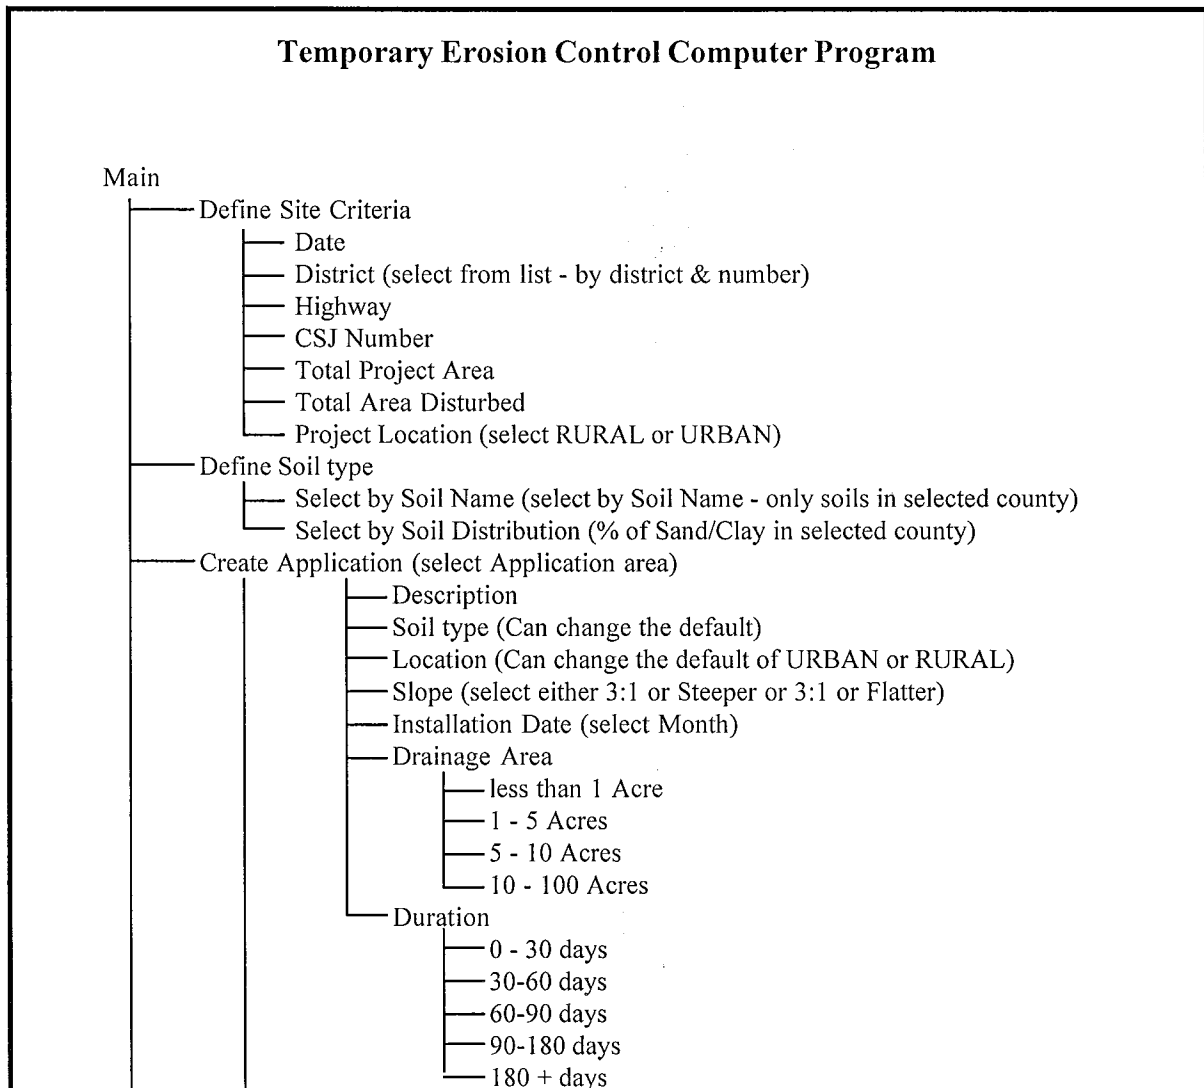 Temporary Erosion Control Computer Program
Main
Define Site Criteria
Date
District (select from list - by district & number)
Highway
CSJ Number
Total Project Area
Total Area Disturbed
Project Location (select RURAL or URBAN)
Define Soil type
Select by Soil Name (select by Soil Name - only soils in selected county)
Select by Soil Distribution (% of Sand/Clay in selected county)
Create Application (select Application area)
Description
Soil type (Can change the default)
Location (Can change the default of URBAN or RURAL)
Slope (select either 3:1 or Steeper or 3:1 or Flatter)
Installation Date (select Month)
Drainage Area
less than 1 Acre
1 - 5 Acres
5 - 10 Acres
10 - 100 Acres
Duration
0 - 30 days
30-60 days
60-90 days
90-180 days
180 + days